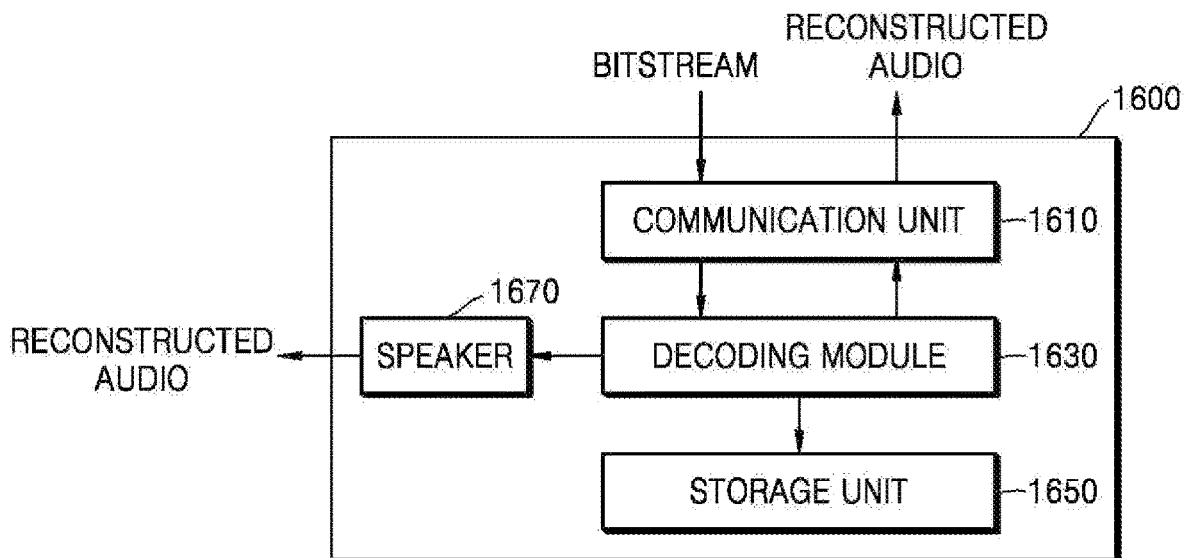 RECONSTRUCTED
AUDIO
BITSTREAM
1600
COMMUNICATION UNIT
1610
1670
RECONSTRUCTED
AUDIO
SPEAKER
DECODING MODULE
1630
STORAGE UNIT
1650